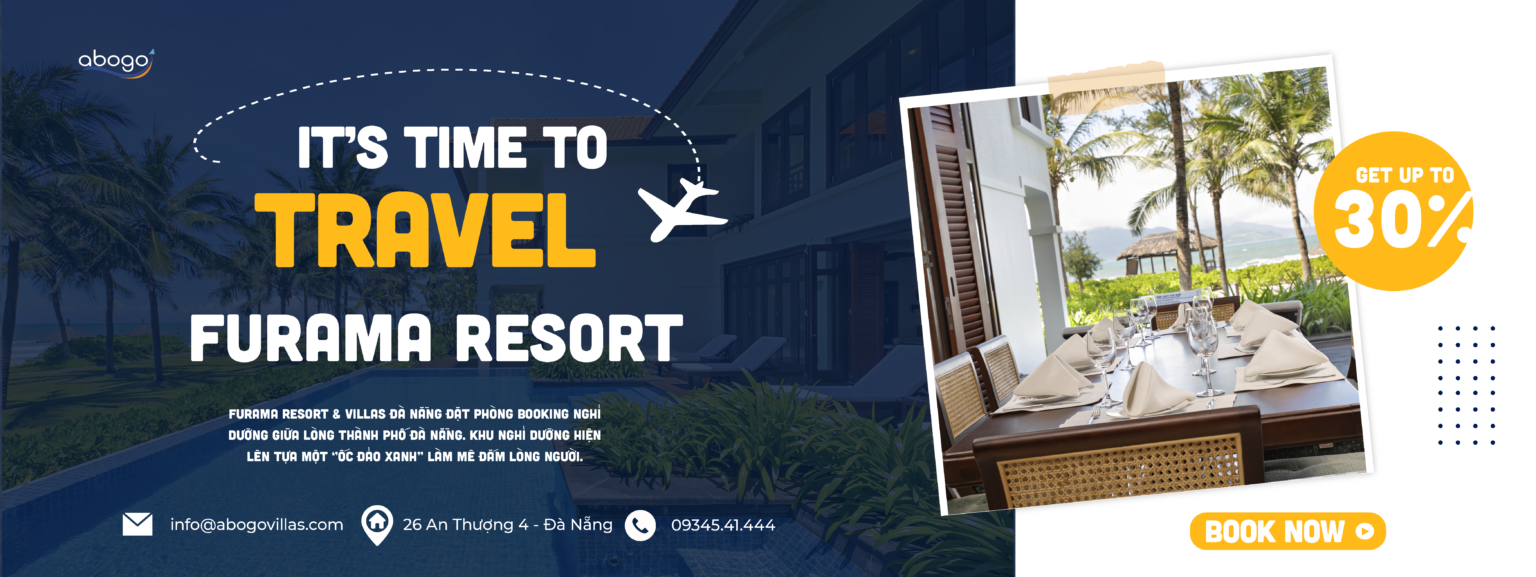 abogo
IT'S TIME TO
TRAVEL
FURAMA RESORT
FURAMA RESORT & VILLAS ĐÀ NẴNG ĐẶT PHÒNG BOOKING NGHỈ
DƯỠNG GIỮA LÒNG THÀNH PHỐ ĐÀ NẴNG. KHU NGHỈ DƯỠNG HIỆN
LÊN TỰA MỘT “ỐC ĐẢO XANH” LÀM MÊ ĐẮM LÒNG NGƯỜI.
info@abogovillas.com
26 An Thượng 4 - Đà Nẵng
09345.41.444
GET UP TO
30%
BOOK NOW